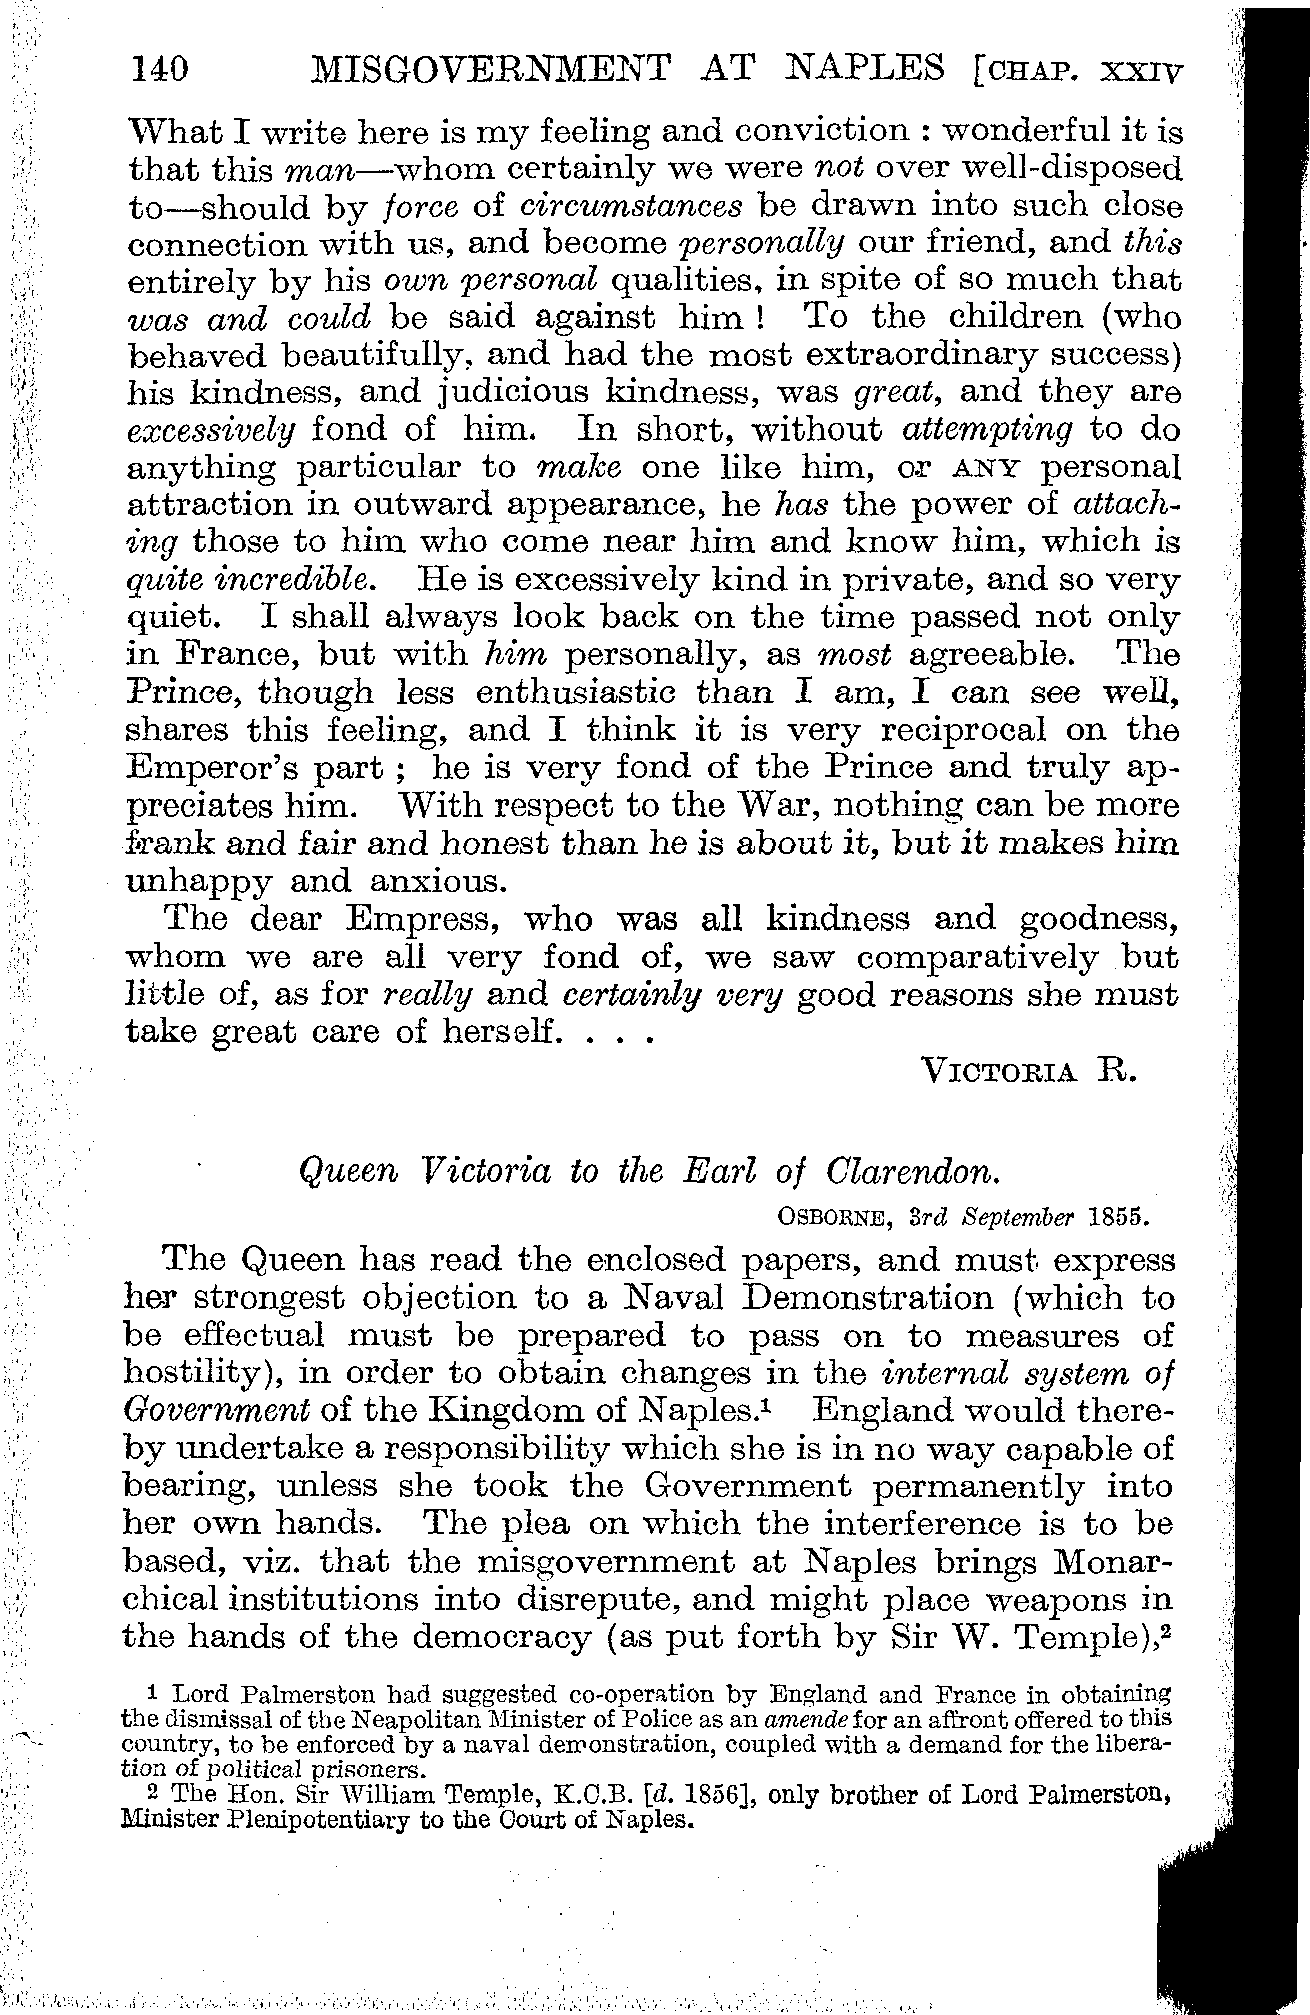 140 MISGOVERNMENT AT NAPLES [CHAP. XXIV
What I write here is my feeling and conviction : wonderful it is
that this man—whom certainly we were not over well-disposed
to—should by force of circumstances be drawn into such close
connection with us, and become personally our friend, and this
entirely by his own personal qualities, in spite of so much that
was and could be said against him ! To the children (who
behaved beautifully, and had the most extraordinary success)
his kindness, and judicious kindness, was great, and they are
excessively fond of him. In short, without attempting to do
anything particular to make one like him, or ANY personal
attraction in outward appearance, he has the power of attach-
ing those to him who come near him and know him, which is
quite incredible. He is excessively kind in private, and so very
quiet. I shall always look back on the time passed not only
in France, but with him personally, as most agreeable. The
Prince, though less enthusiastic than I am, I can see well,
shares this feeling, and I think it is very reciprocal on the
Emperor's part ; he is very fond of the Prince and truly ap-
preciates him. With respect to the War, nothing can be more
frank and fair and honest than he is about it, but it makes him
unhappy and anxious.
The dear Empress, who was all kindness and goodness,
whom we are all very fond of, we saw comparatively but
little of, as for really and certainly very good reasons she must
take great care of herself. . . .
VICTORIA R.
Queen Victoria to the Earl of Clarendon.
OSBORNE, 3rd September 1855.
The Queen has read the enclosed papers, and must express
her strongest objection to a Naval Demonstration (which to
be effectual must be prepared to pass on to measures of
hostility), in order to obtain changes in the internal system of
Government of the Kingdom of Naples.¹ England would there-
by undertake a responsibility which she is in no way capable of
bearing, unless she took the Government permanently into
her own hands. The plea on which the interference is to be
based, viz. that the misgovernment at Naples brings Monar-
chical institutions into disrepute, and might place weapons in
the hands of the democracy (as put forth by Sir W. Temple),²
1 Lord Palmerston had suggested co-operation by England and France in obtaining
the dismissal of the Neapolitan Minister of Police as an amende for an affront offered to this
country, to be enforced by a naval demonstration, coupled with a demand for the libera-
tion of political prisoners.
2 The Hon. Sir William Temple, K.C.B. [d. 1856], only brother of Lord Palmerston,
Minister Plenipotentiary to the Court of Naples.